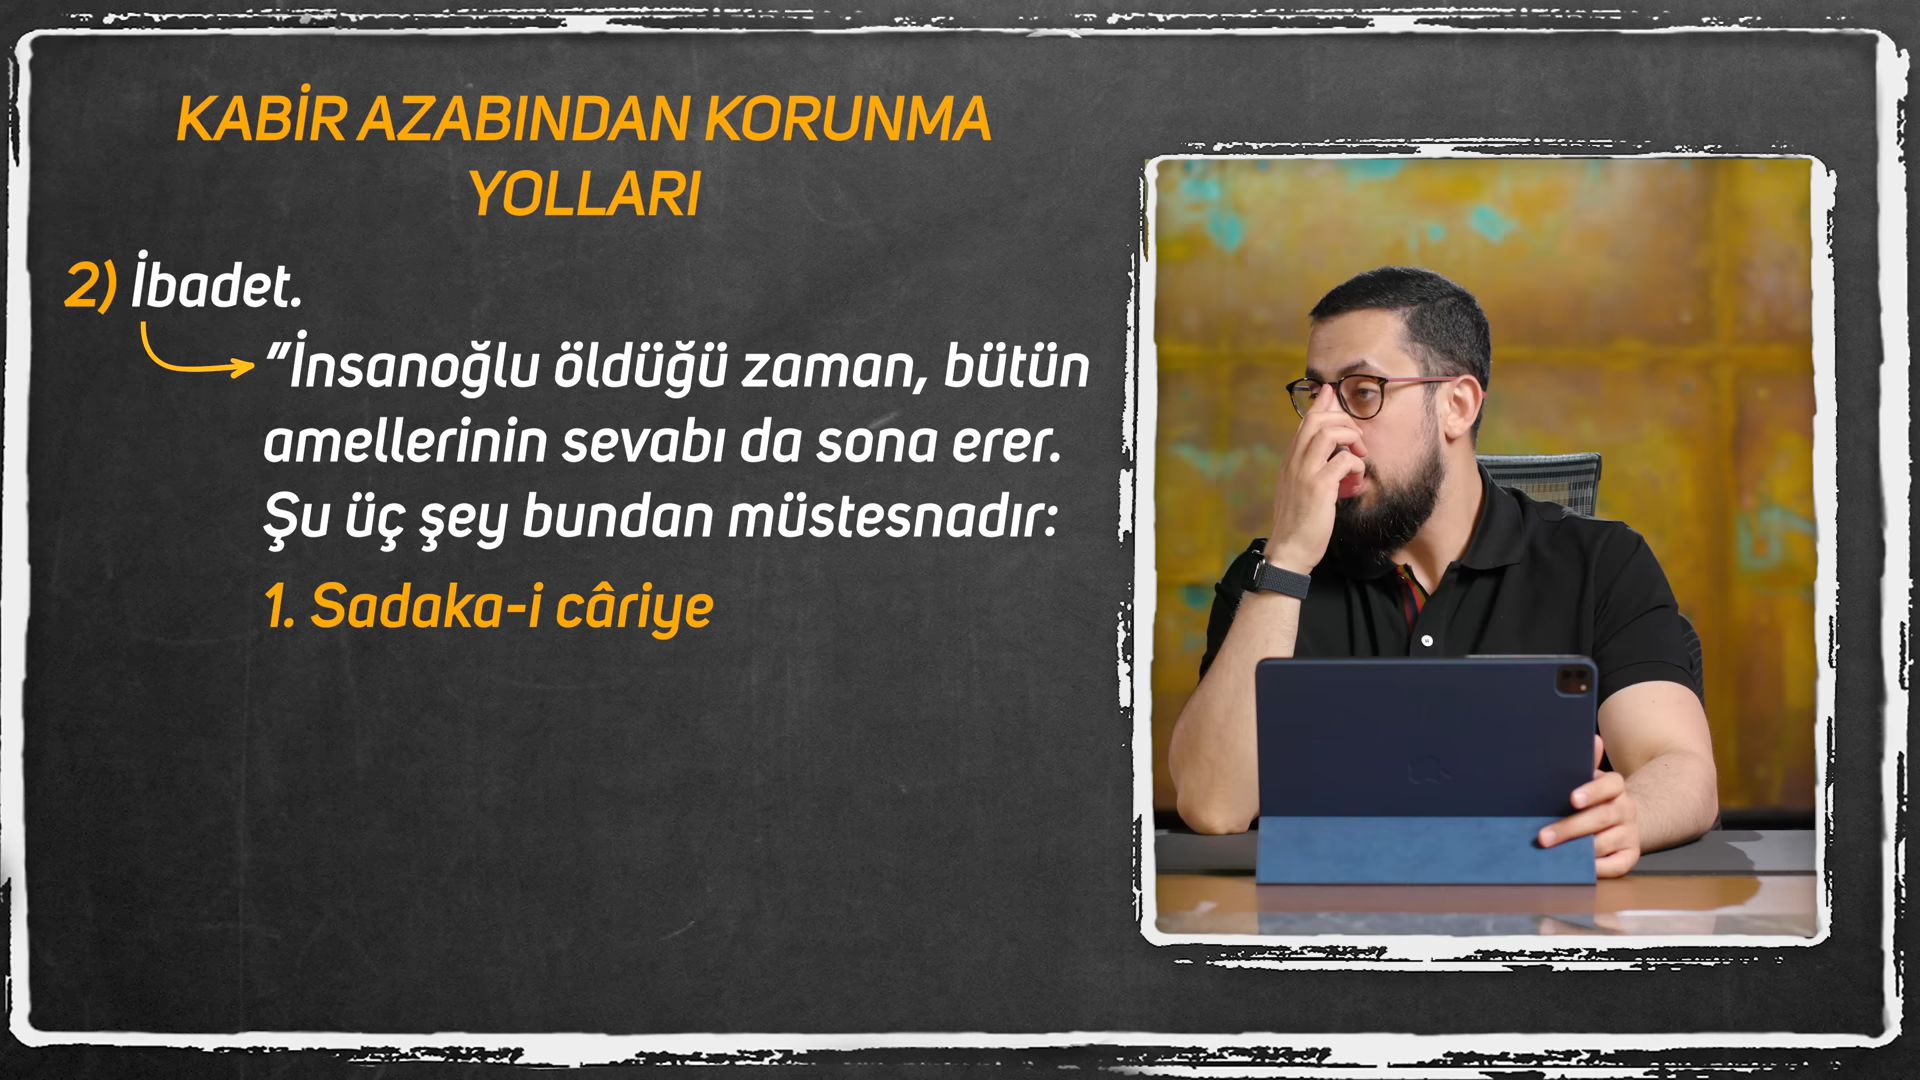 KABİR AZABINDAN KORUNMA
YOLLARI
2) İbadet.
"İnsanoğlu öldüğü zaman, bütün
amellerinin sevabı da sona erer.
Şu üç şey bundan müstesnadır:
1. Sadaka-i câriye